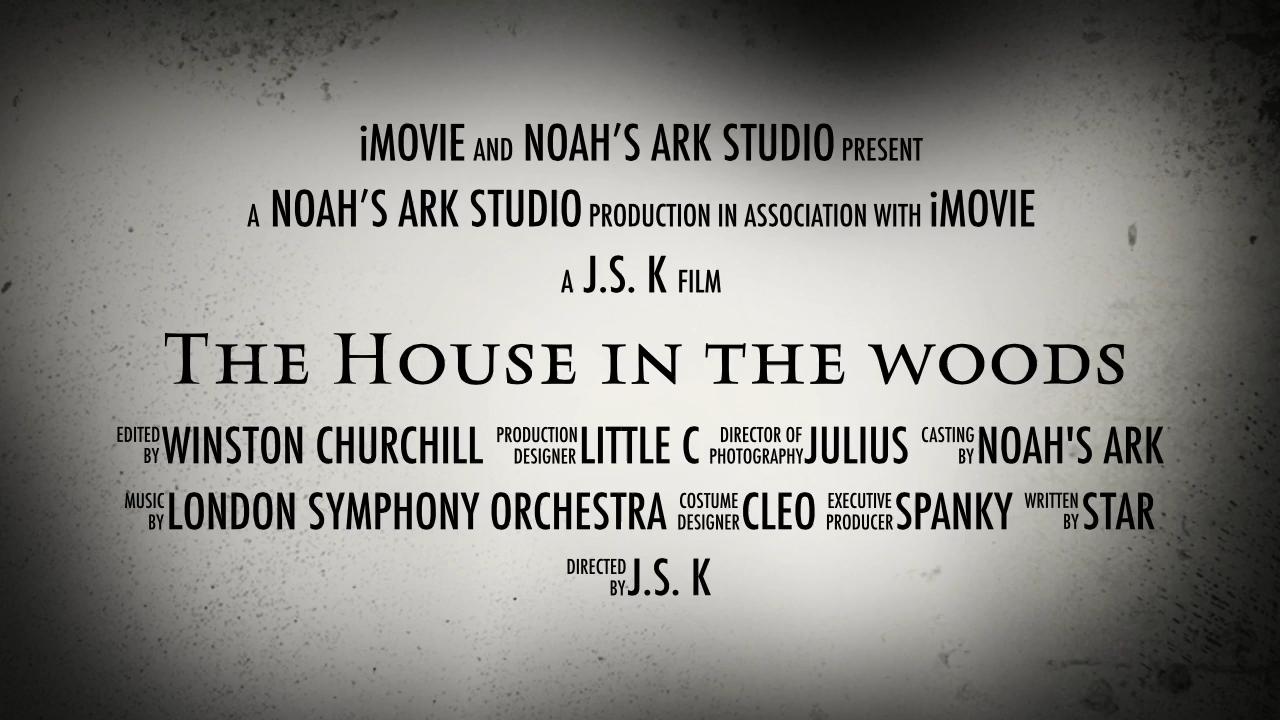 iMOVIE AND NOAH’S ARK STUDIO PRESENT
A NOAH’S ARK STUDIO PRODUCTION IN ASSOCIATION WITH iMOVIE
A J.S. K FILM
THE HOUSE IN THE WOODS
EDITED BY WINSTON CHURCHILL PRODUCTION DESIGNER LITTLE C DIRECTOR OF PHOTOGRAPHY JULIUS CASTING BY NOAH'S ARK
MUSIC BY LONDON SYMPHONY ORCHESTRA COSTUME DESIGNER CLEO EXECUTIVE PRODUCER SPANKY WRITTEN BY STAR
DIRECTED BY J.S. K